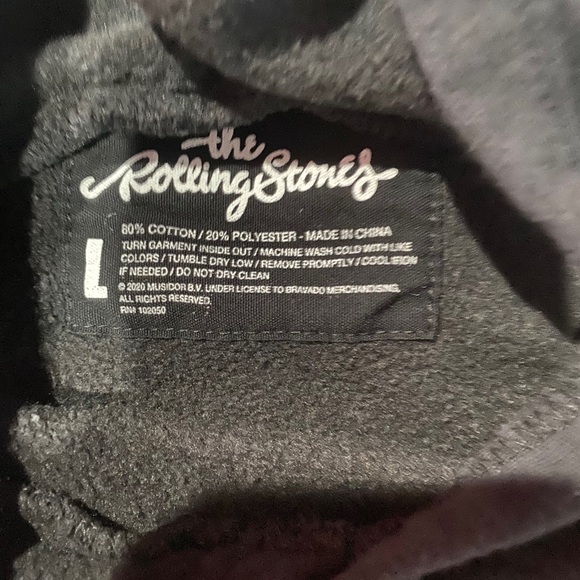 the
Rolling Stones
L
80% COTTON / 20% POLYESTER - MADE IN CHINA
TURN GARMENT INSIDE OUT / MACHINE WASH COLD WITH LIKE
COLORS / TUMBLE DRY LOW / REMOVE PROMPTLY / COOL IRON
IF NEEDED / DO NOT DRY CLEAN
© 2020 MUSIDOR B.V. UNDER LICENSE TO BRAVADO MERCHANDISING.
ALL RIGHTS RESERVED.
RN# 102050